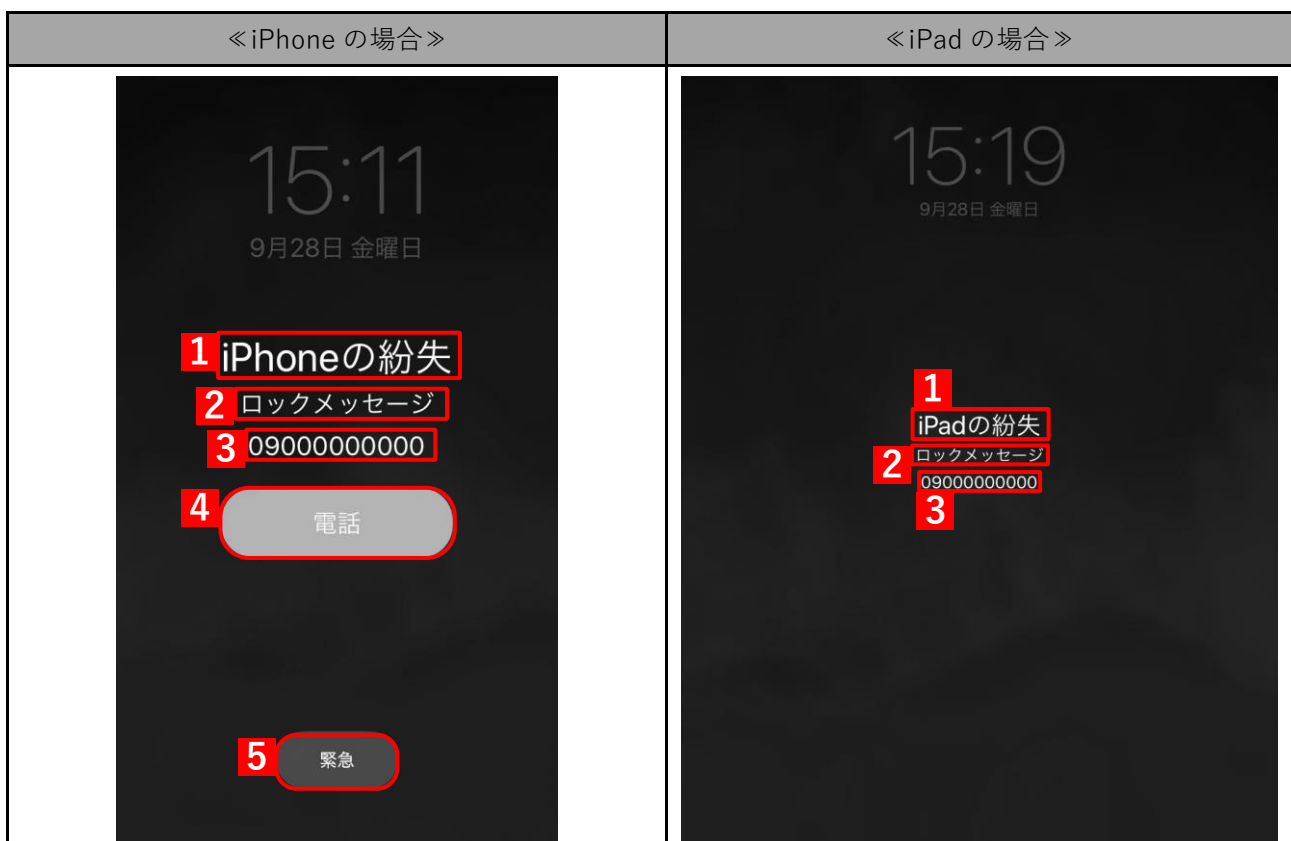 ≪iPhone の場合≫
≪iPad の場合≫
15:11
9月28日 金曜日
1 iPhoneの紛失
2 ロックメッセージ
3 09000000000
4 電話
5 緊急
15:19
9月28日 金曜日
1
iPadの紛失
2 ロックメッセージ
09000000000
3